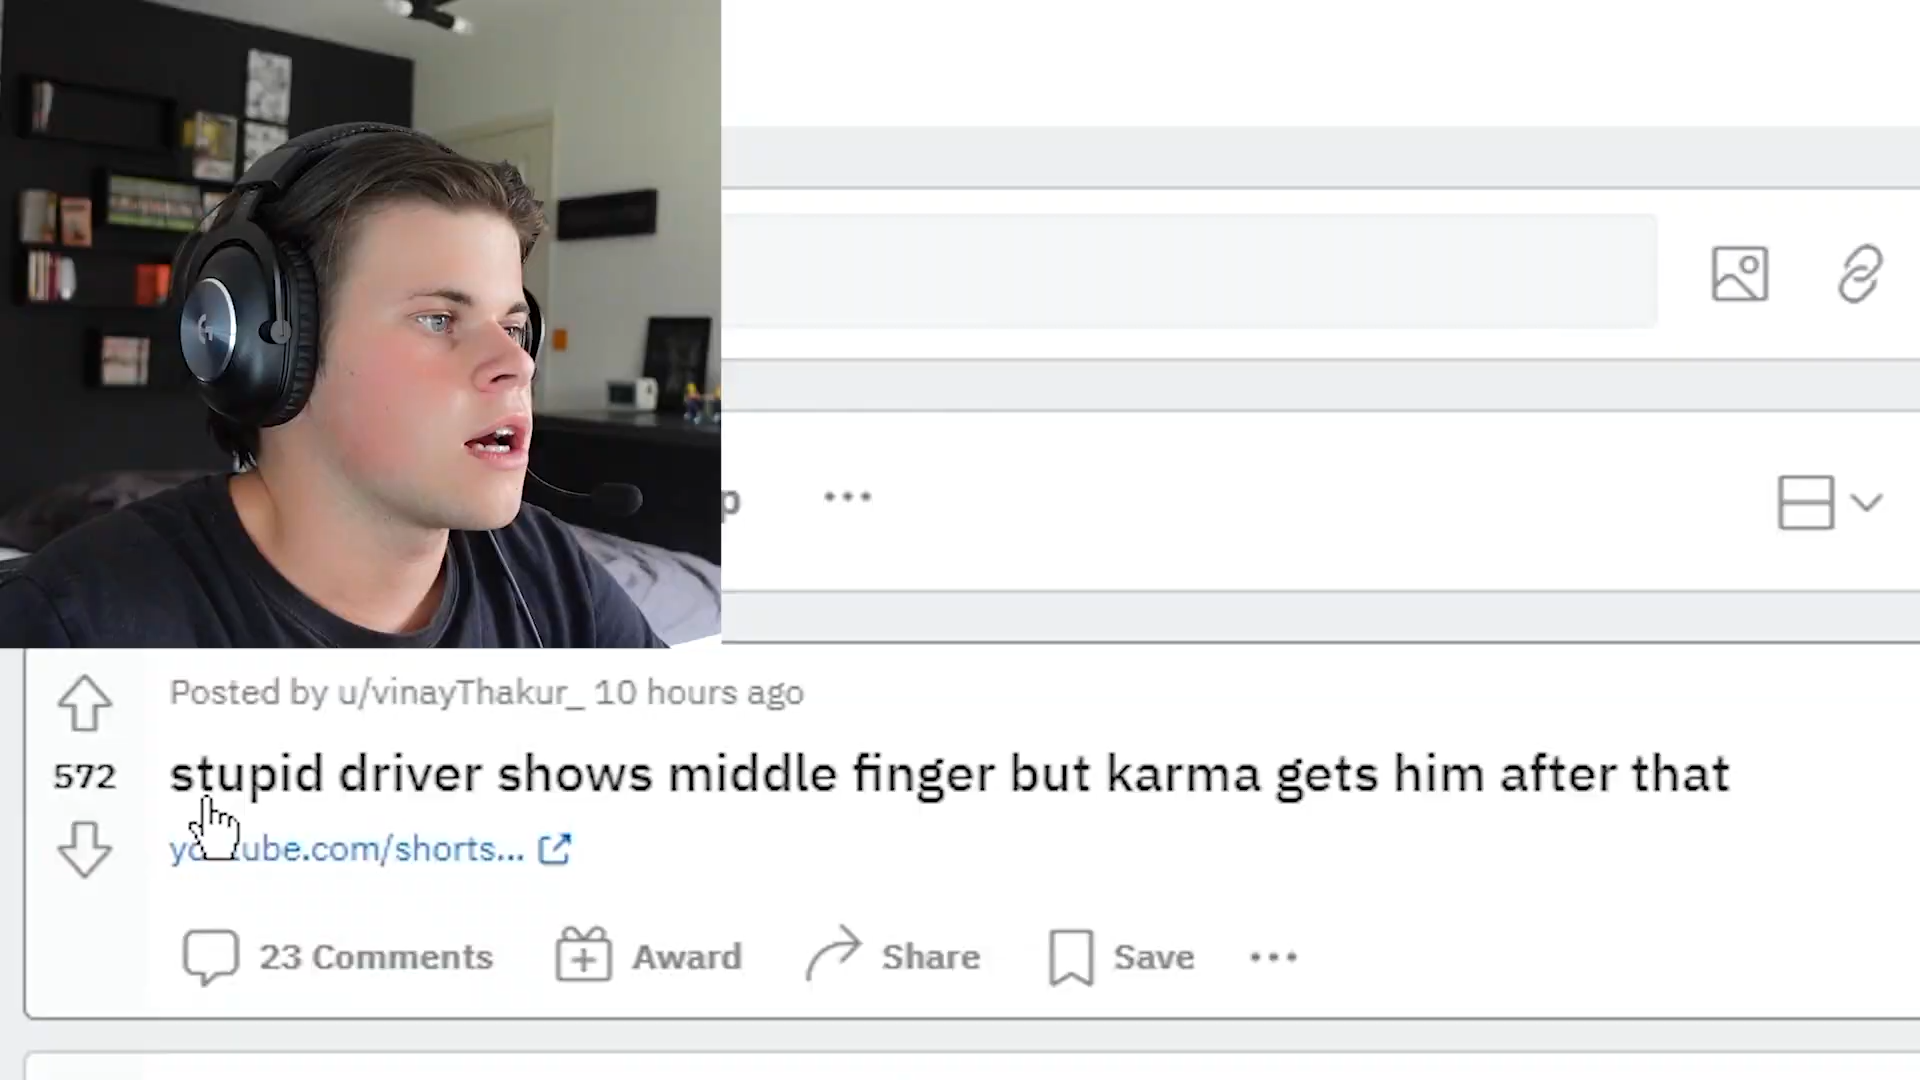 p
Posted by u/vinayThakur_ 10 hours ago
572
stupid driver shows middle finger but karma gets him after that
youtube.com/shorts...
23 Comments
Award
Share
Save